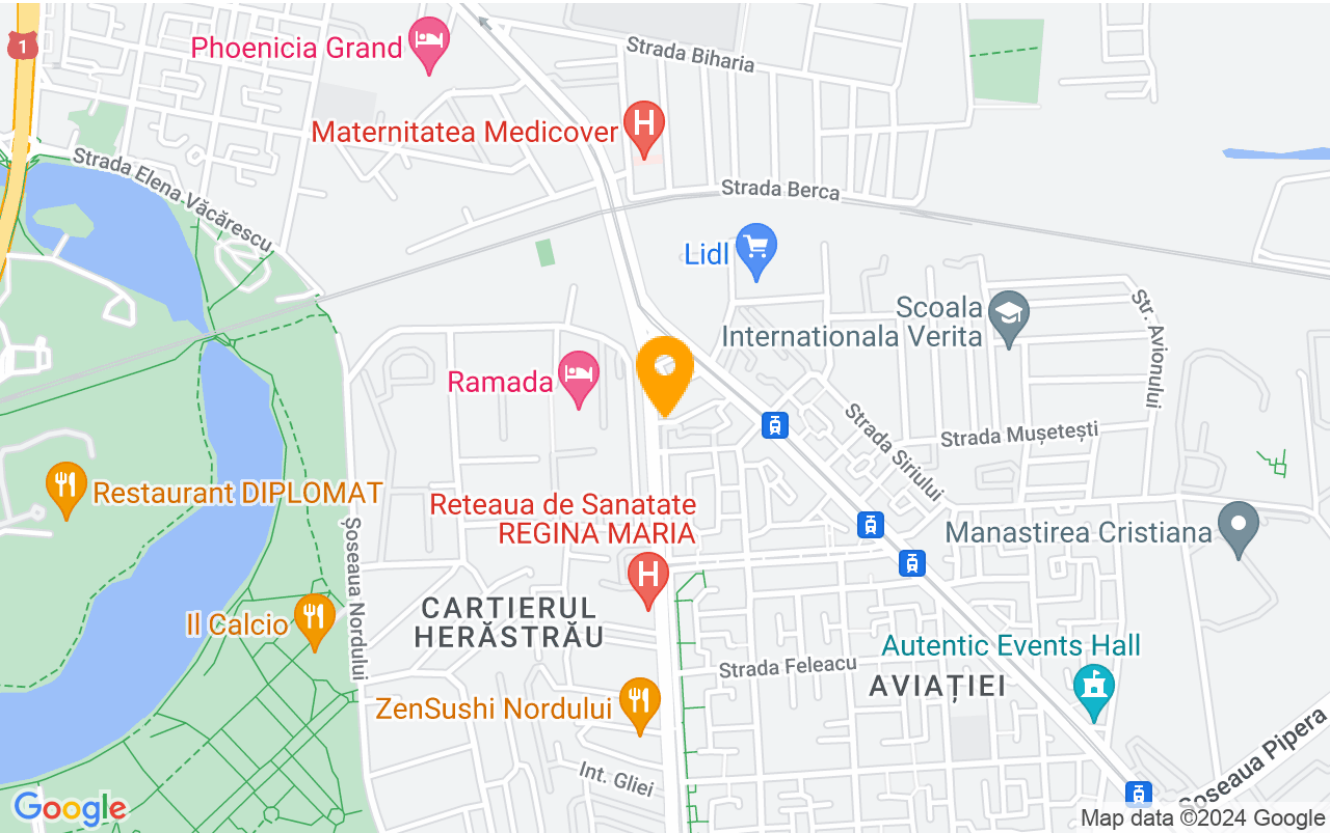 1
Phoenicia Grand
Strada Biharia
Maternitatea Medicover
H
Strada Elena Văcărescu
Strada Berca
Lidl
Scoala
Internationala Verita
Str. Avionului
Ramada
Strada Siriului
Strada Mușetești
Restaurant DIPLOMAT
Reteaua de Sanatate
REGINA MARIA
H
Șoseaua Nordului
Manastirea Cristiana
CARTIERUL
HERĂSTRĂU
Il Calcio
Autentic Events Hall
Strada Feleacu
AVIAȚIEI
ZenSushi Nordului
Int. Gliei
Șoseaua Pipera
Google
Map data ©2024 Google